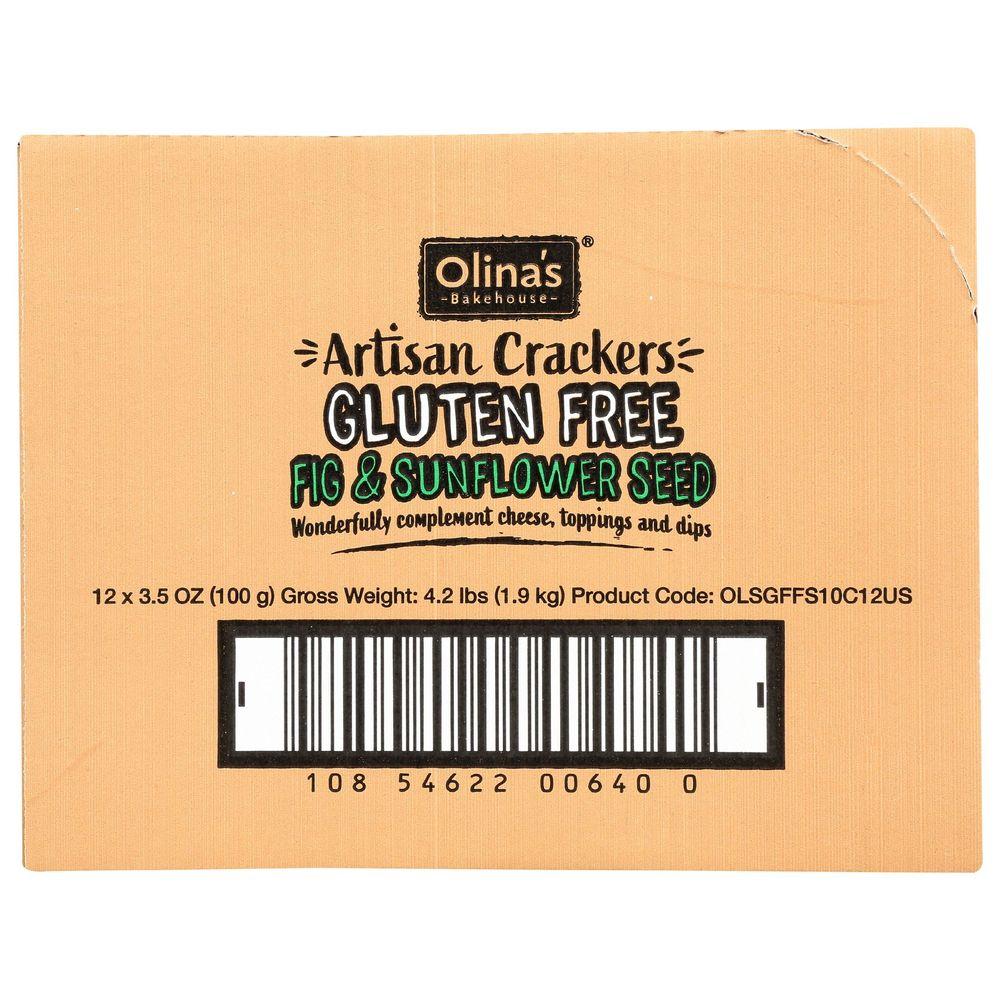 Olina's®
-Bakehouse-
Artisan Crackers
GLUTEN FREE
FIG & SUNFLOWER SEED
Wonderfully complement cheese, toppings and dips
12 x 3.5 OZ (100 g) Gross Weight: 4.2 lbs (1.9 kg) Product Code: OLSGFFS10C12US
108 54622 00640 0